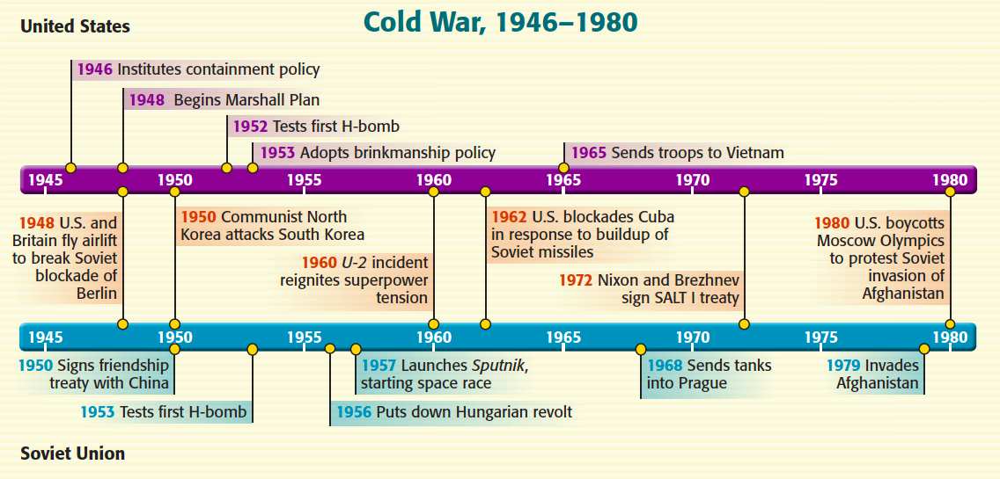 United States
Cold War, 1946–1980
1946 Institutes containment policy
1948 Begins Marshall Plan
1952 Tests first H-bomb
1953 Adopts brinkmanship policy
1965 Sends troops to Vietnam
1945 1950 1955 1960 1965 1970 1975 1980
1948 U.S. and
Britain fly airlift
to break Soviet
blockade of
Berlin
1950 Communist North
Korea attacks South Korea
1960 U-2 incident
reignites superpower
tension
1962 U.S. blockades Cuba
in response to buildup of
Soviet missiles
1972 Nixon and Brezhnev
sign SALT I treaty
1980 U.S. boycotts
Moscow Olympics
to protest Soviet
invasion of
Afghanistan
1945 1950 1955 1960 1965 1970 1975 1980
1950 Signs friendship
treaty with China
1953 Tests first H-bomb
1957 Launches Sputnik,
starting space race
1956 Puts down Hungarian revolt
1968 Sends tanks
into Prague
1979 Invades
Afghanistan
Soviet Union